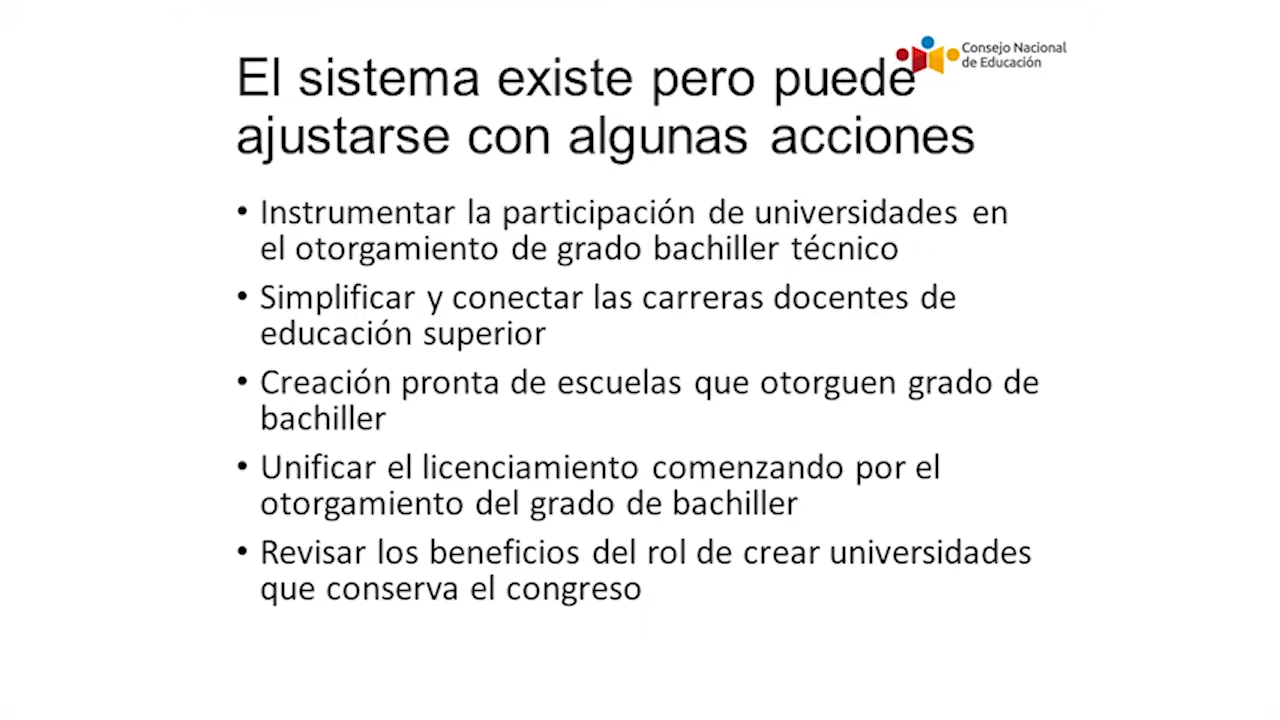 Consejo Nacional
de Educación
El sistema existe pero puede
ajustarse con algunas acciones
• Instrumentar la participación de universidades en
el otorgamiento de grado bachiller técnico
• Simplificar y conectar las carreras docentes de
educación superior
• Creación pronta de escuelas que otorguen grado de
bachiller
• Unificar el licenciamiento comenzando por el
otorgamiento del grado de bachiller
• Revisar los beneficios del rol de crear universidades
que conserva el congreso